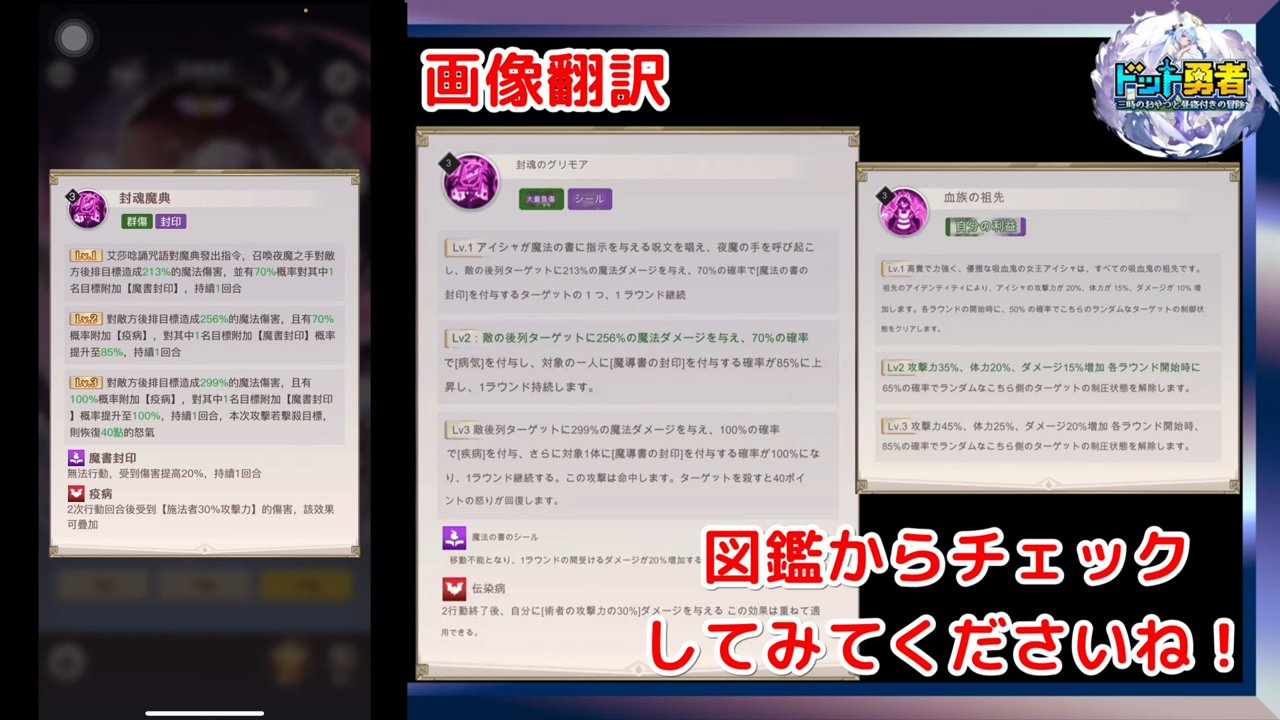 封魂魔典
群傷 封印
Lv.1 艾莎唸誦咒語對魔典發出指令，召喚夜魔之手對敵
方後排目標造成213%的魔法傷害，並有70%概率對其中1
名目標附加【魔書封印】，持續1回合
Lv.2 對敵方後排目標造成256%的魔法傷害，且有70%
概率附加【疫病】，對其中1名目標附加【魔書封印】概率
提升至85%，持續1回合
Lv.3 對敵方後排目標造成299%的魔法傷害，且有
100%概率附加【疫病】，對其中1名目標附加【魔書封印
】概率提升至100%，持續1回合，本次攻擊若擊殺目標，
則恢復40點的怒氣
魔書封印
無法行動，受到傷害提高20%，持續1回合
疫病
2次行動回合後受到【施法者30%攻擊力】的傷害，該效果
可疊加
画像翻訳
3
封魂のグリモア
大量負傷 シール
Lv.1 アイシャが魔法の書に指示を与える呪文を唱え、夜魔の手を呼び起こ
し、敵の後列ターゲットに213%の魔法ダメージを与え、70%の確率で[魔法の書の
封印]を付与するターゲットの 1 つ、1 ラウンド継続
Lv2：敵の後列ターゲットに256%の魔法ダメージを与え、70%の確率
で[病気]を付与し、対象の一人に[魔導書の封印]を付与する確率が85%に上
昇し、1ラウンド持続します。
Lv3 敵後列ターゲットに299%の魔法ダメージを与え、100%の確率
で[疾病]を付与、さらに対象1体に[魔導書の封印]を付与する確率が100%にな
り、1ラウンド継続する。この攻撃は命中します。ターゲットを殺すと40ポイ
ントの怒りが回復します。
魔法の書のシール
移動不能となり、1ラウンドの間受けるダメージが20%増加する
伝染病
2行動終了後、自分に[術者の攻撃力の30%]ダメージを与える この効果は重ねて適
用できる。
ドット勇者
三時のおやつと昼寝付きの冒険
3
血族の祖先
自分の利益
Lv.1 高貴で力強く、優雅な吸血鬼の女王アイシャは、すべての吸血鬼の祖先です。
祖先のアイデンティティにより、アイシャの攻撃力が 20%、体力が 15%、ダメージが 10% 増
加します。各ラウンドの開始時に、50% の確率でこちらのランダムなターゲットの制御状
態をクリアします。
Lv2 攻撃力35%、体力20%、ダメージ15%増加 各ラウンド開始時に
65%の確率でランダムなこちら側のターゲットの制圧状態を解除します。
Lv.3 攻撃力45%、体力25%、ダメージ20%増加 各ラウンド開始時、
85%の確率でランダムなこちら側のターゲットの制圧状態を解除します。
図鑑からチェック
してみてくださいね！